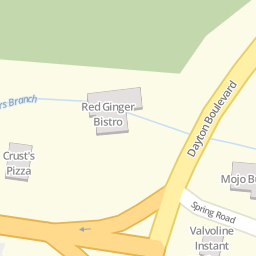 rs Branch
Red Ginger
Bistro
Dayton Boulevard
Crust's
Pizza
Mojo Bu
Spring Road
Valvoline
Instant